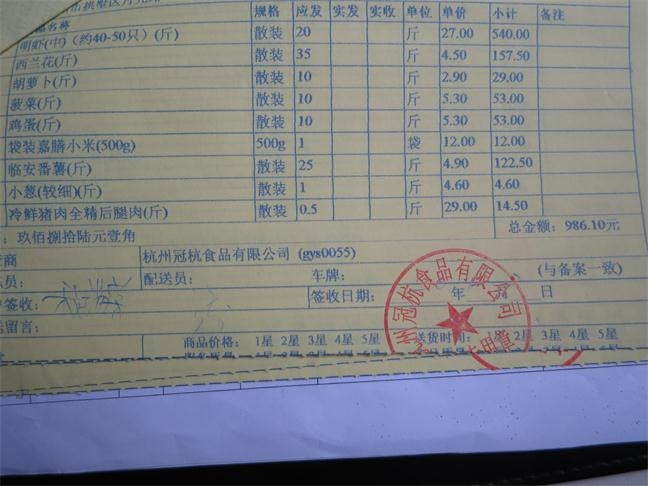 规格 应发 实发 实收 单位 单价 小计 备注
明虾(中)(约40-50只)(斤) 散装 20 斤 27.00 540.00
西兰花(斤) 散装 35 斤 4.50 157.50
胡萝卜(斤) 散装 10 斤 2.90 29.00
菠菜(斤) 散装 10 斤 5.30 53.00
鸡蛋(斤) 散装 10 斤 5.30 53.00
袋装嘉膳小米(500g) 500g 1 袋 12.00 12.00
临安番薯(斤) 散装 25 斤 4.90 122.50
小葱(较细)(斤) 散装 1 斤 4.60 4.60
冷鲜猪肉全精后腿肉(斤) 散装 0.5 斤 29.00 14.50
总金额: 986.10元
: 玖佰捌拾陆元壹角
商 杭州冠杭食品有限公司 (gys0055)
员: 配送员: 车牌: (与备案一致)
签收: 签收日期: 年 日
留言:
商品价格: 1星 2星 3星 4星 5星 送货时间: 2星 3星 4星 5星
州冠杭食品有限公司